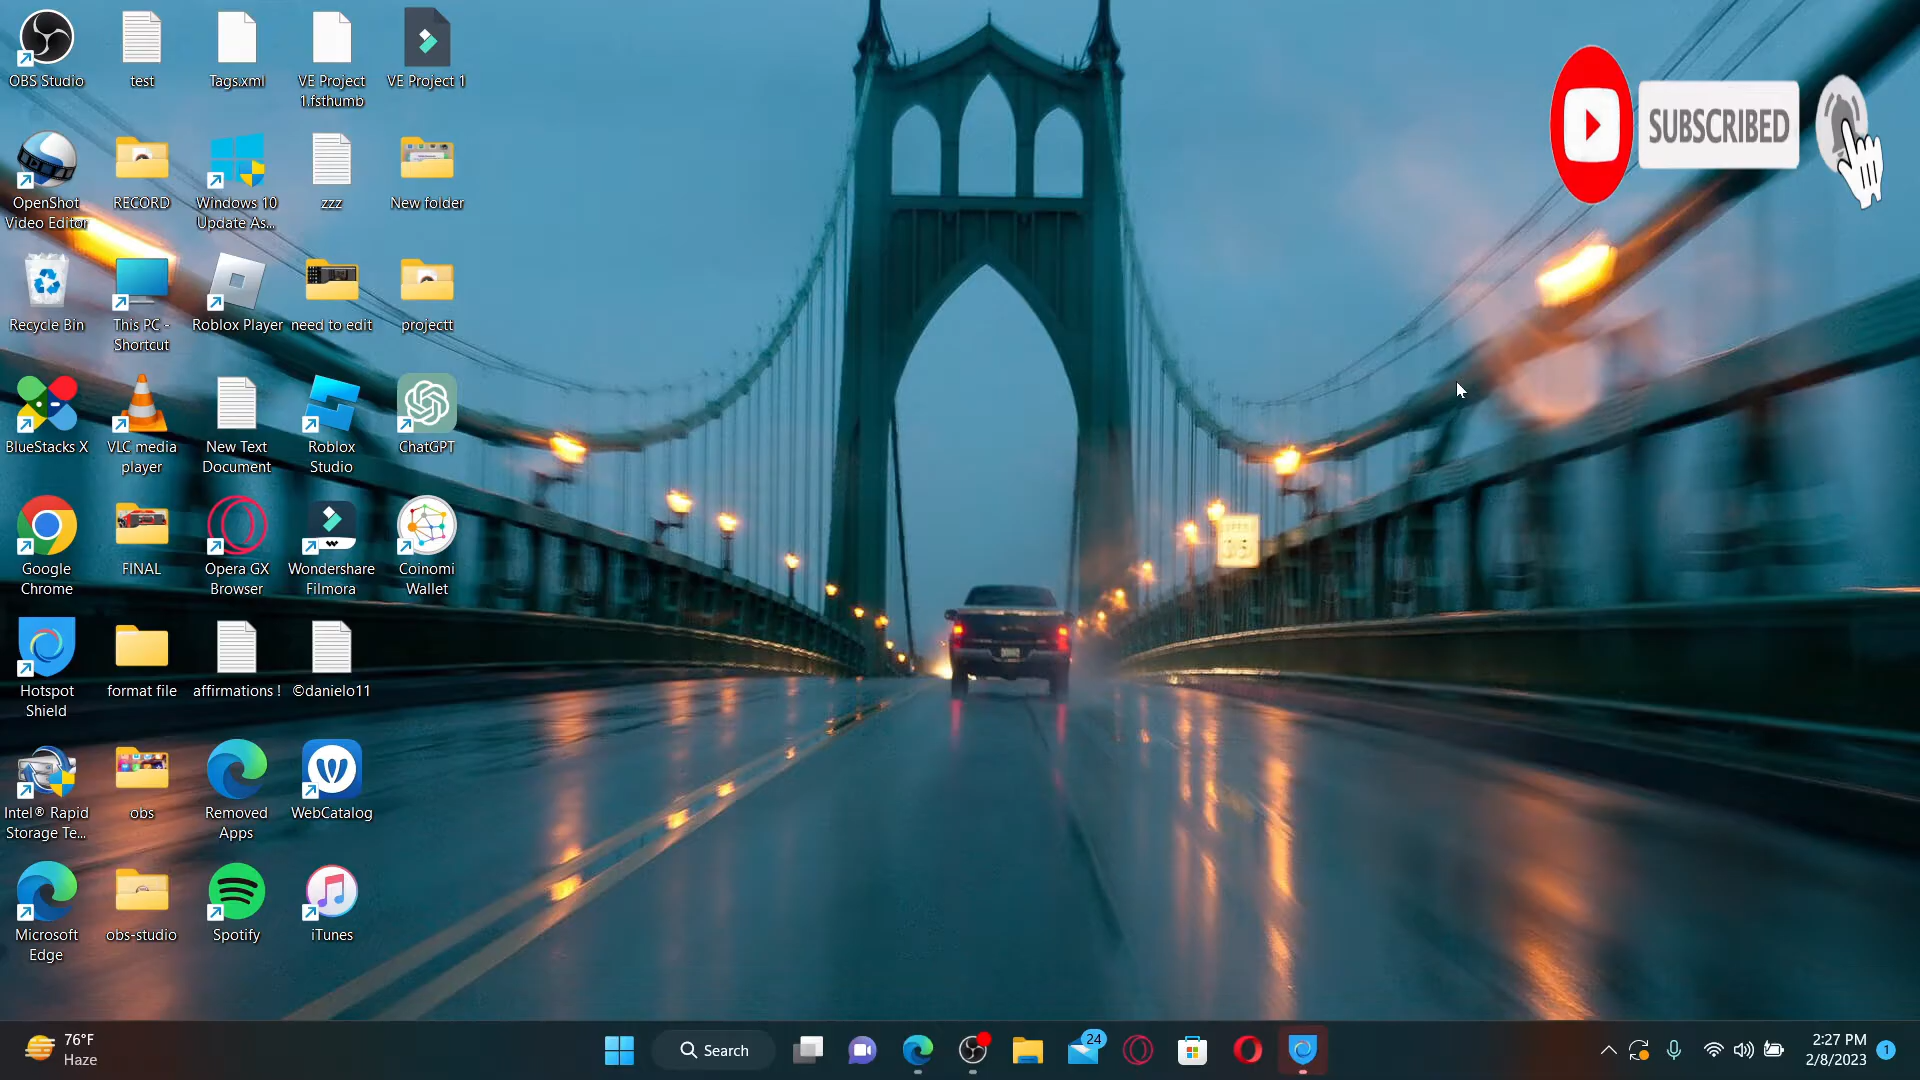 OBS Studio
test
Tags.xml
VE Project
1.fsthumb
VE Project 1
SUBSCRIBED
OpenShot
Video Editor
RECORD
Windows 10
Update As...
zzz
New folder
Recycle Bin
This PC -
Shortcut
Roblox Player
need to edit
projectt
BlueStacks X
VLC media
player
New Text
Document
Roblox
Studio
ChatGPT
Google
Chrome
FINAL
Opera GX
Browser
Wondershare
Filmora
Coinomi
Wallet
Hotspot
Shield
format file
affirmations !
©danielo11
Intel® Rapid
Storage Te...
obs
Removed
Apps
WebCatalog
Microsoft
Edge
obs-studio
Spotify
iTunes
76°F
Haze
Search
24
2:27 PM
2/8/2023
1